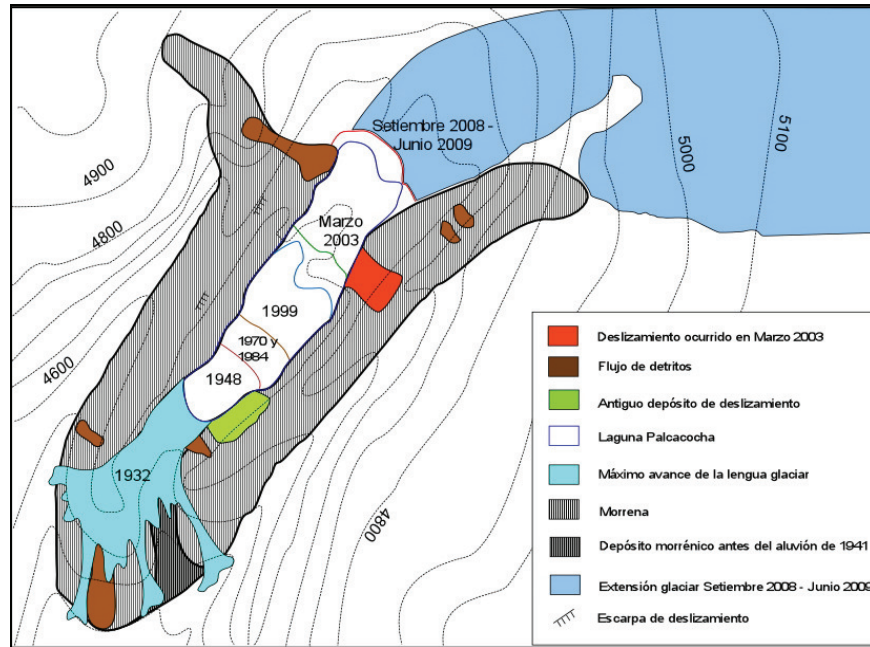 Setiembre 2008 -
Junio 2009
5100
5000
4900
4800
Marzo
2003
1999
1970 y
1984
1948
4600
1932
4800
Deslizamiento ocurrido en Marzo 2003
Flujo de detritos
Antiguo depósito de deslizamiento
Laguna Palcacocha
Máximo avance de la lengua glaciar
Morrena
Depósito morrénico antes del aluvión de 1941
Extensión glaciar Setiembre 2008 - Junio 2009
Escarpa de deslizamiento